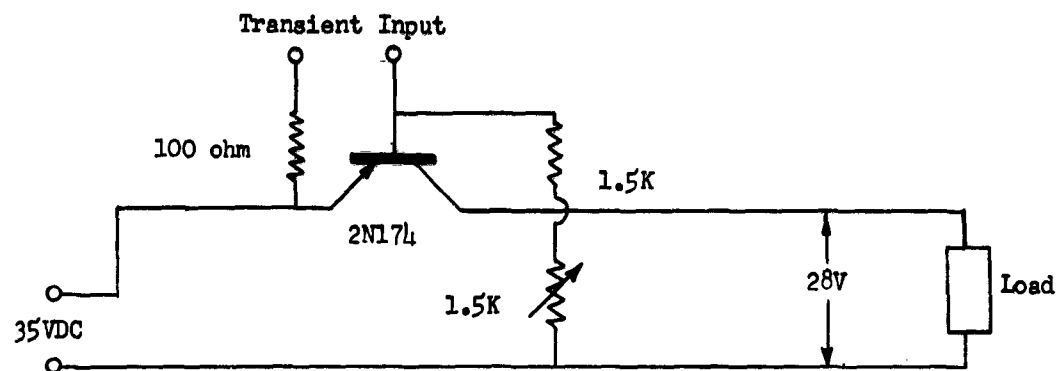 Transient Input
100 ohm
1.5K
2N174
28V
1.5K
Load
35VDC